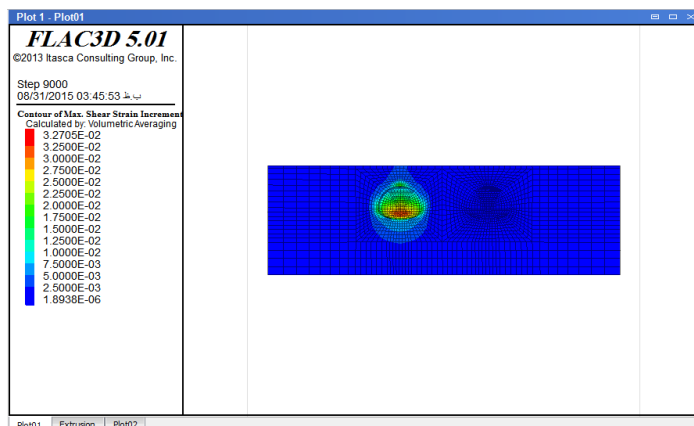 Plot 1 - Plot01
FLAC3D 5.01
©2013 Itasca Consulting Group, Inc.
Step 9000
08/31/2015 03:45:53 ب.ظ
Contour of Max. Shear Strain Increment
Calculated by: Volumetric Averaging
3.2705E-02
3.2500E-02
3.0000E-02
2.7500E-02
2.5000E-02
2.2500E-02
2.0000E-02
1.7500E-02
1.5000E-02
1.2500E-02
1.0000E-02
7.5000E-03
5.0000E-03
2.5000E-03
1.8938E-06
Plot01 Extrusion Plot02